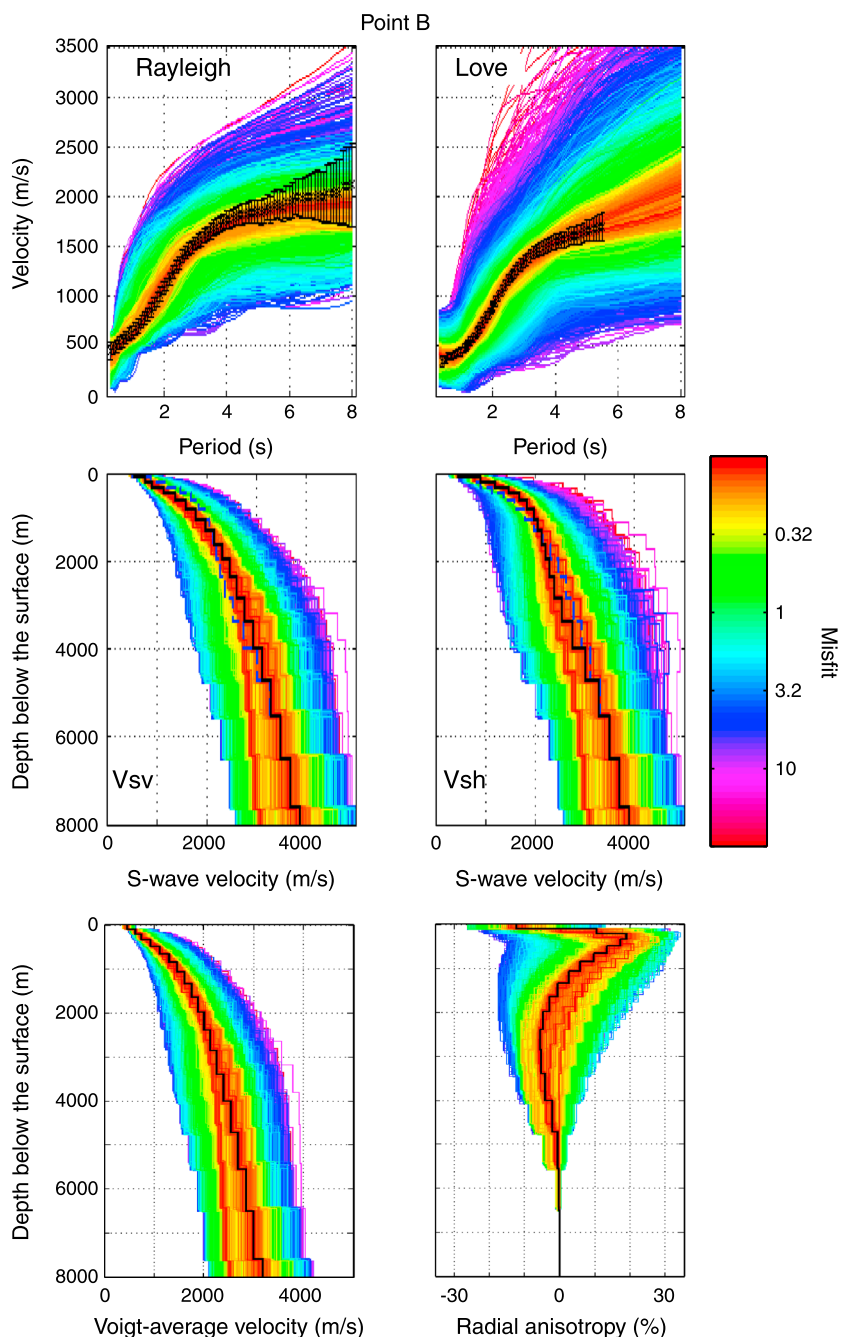 Point B
Rayleigh
Love
3500
3000
2500
2000
1500
1000
500
0
Velocity (m/s)
2 4 6 8
2 4 6 8
Period (s)
Period (s)
0
2000
4000
6000
8000
Depth below the surface (m)
Vsv
Vsh
0 2000 4000
0 2000 4000
S-wave velocity (m/s)
S-wave velocity (m/s)
0.32
1
3.2
10
Misfit
0
2000
4000
6000
8000
Depth below the surface (m)
0 2000 4000
-30 0 30
Voigt-average velocity (m/s)
Radial anisotropy (%)